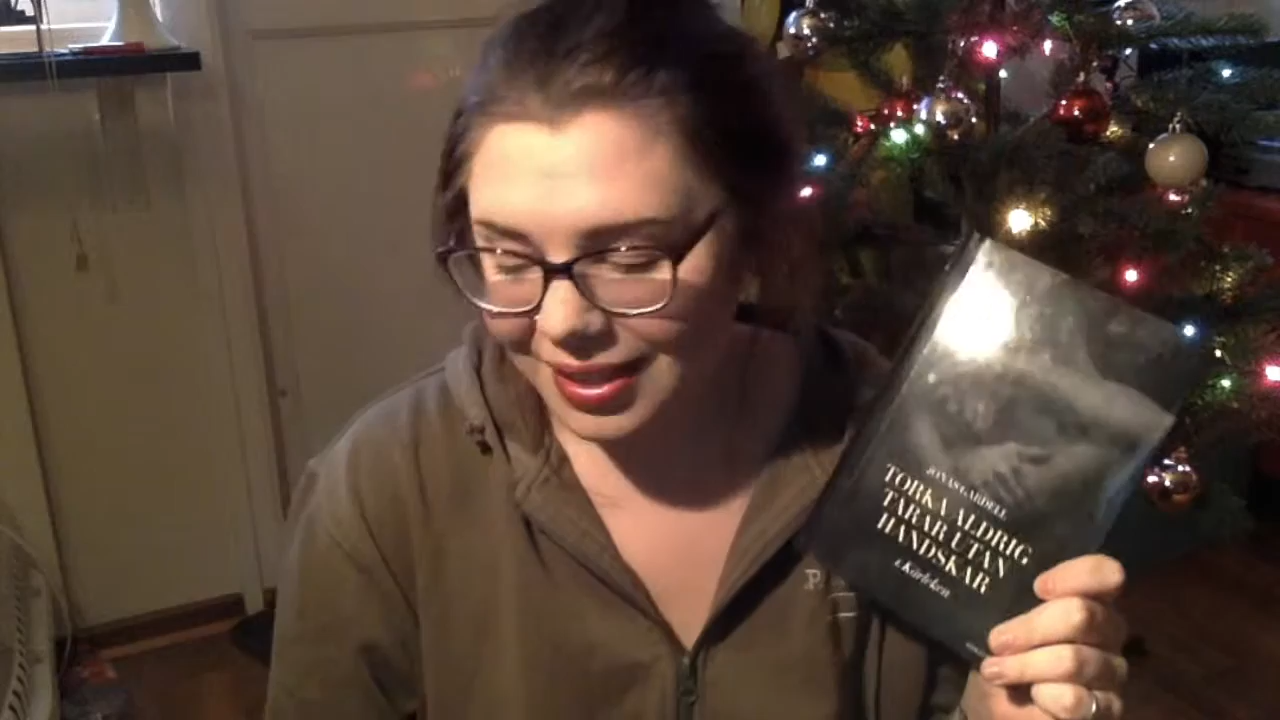 JONAS GARDELL
TORKA ALDRIG
TÅRAR UTAN
HANDSKAR
1. Kärleken